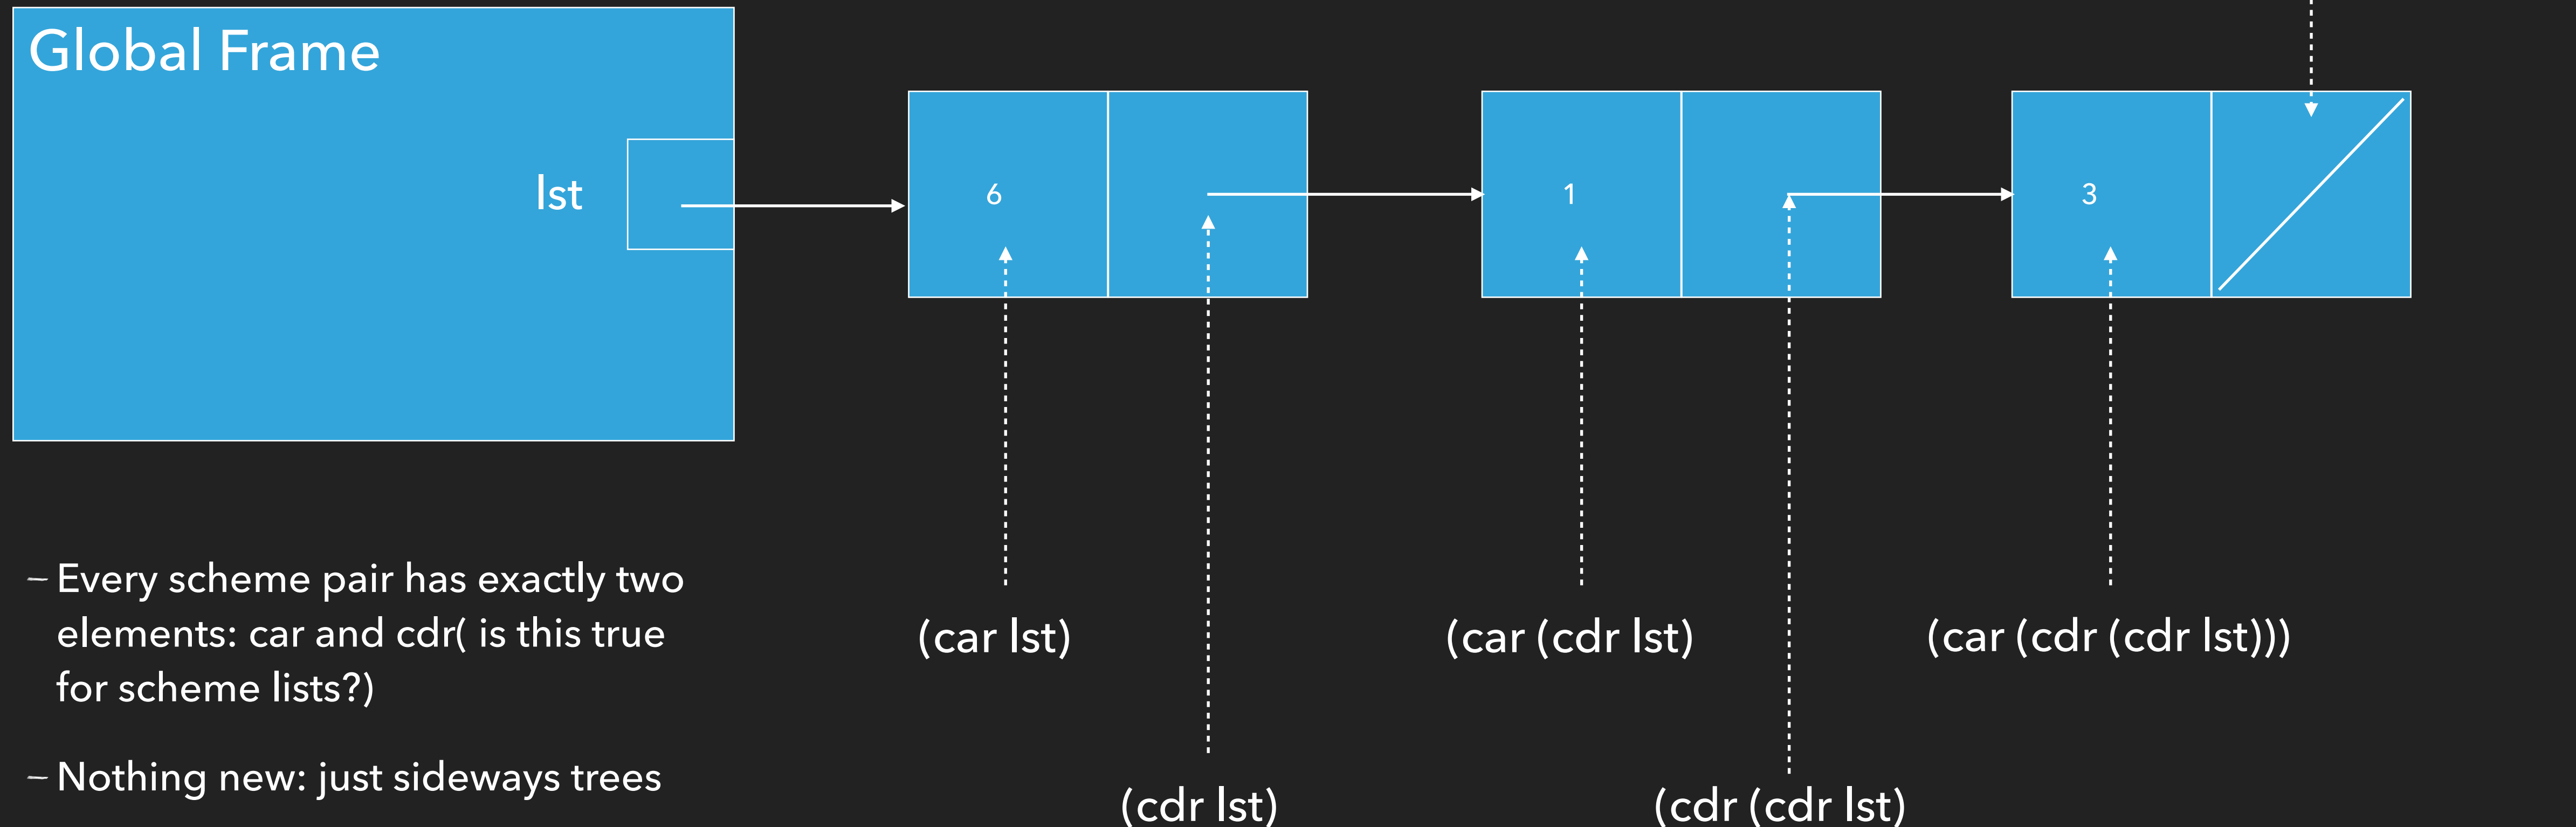 Global Frame
lst
6
1
3
– Every scheme pair has exactly two
elements: car and cdr( is this true
for scheme lists?)
– Nothing new: just sideways trees
(car lst)
(car (cdr lst)
(car (cdr (cdr lst)))
(cdr lst)
(cdr (cdr lst)